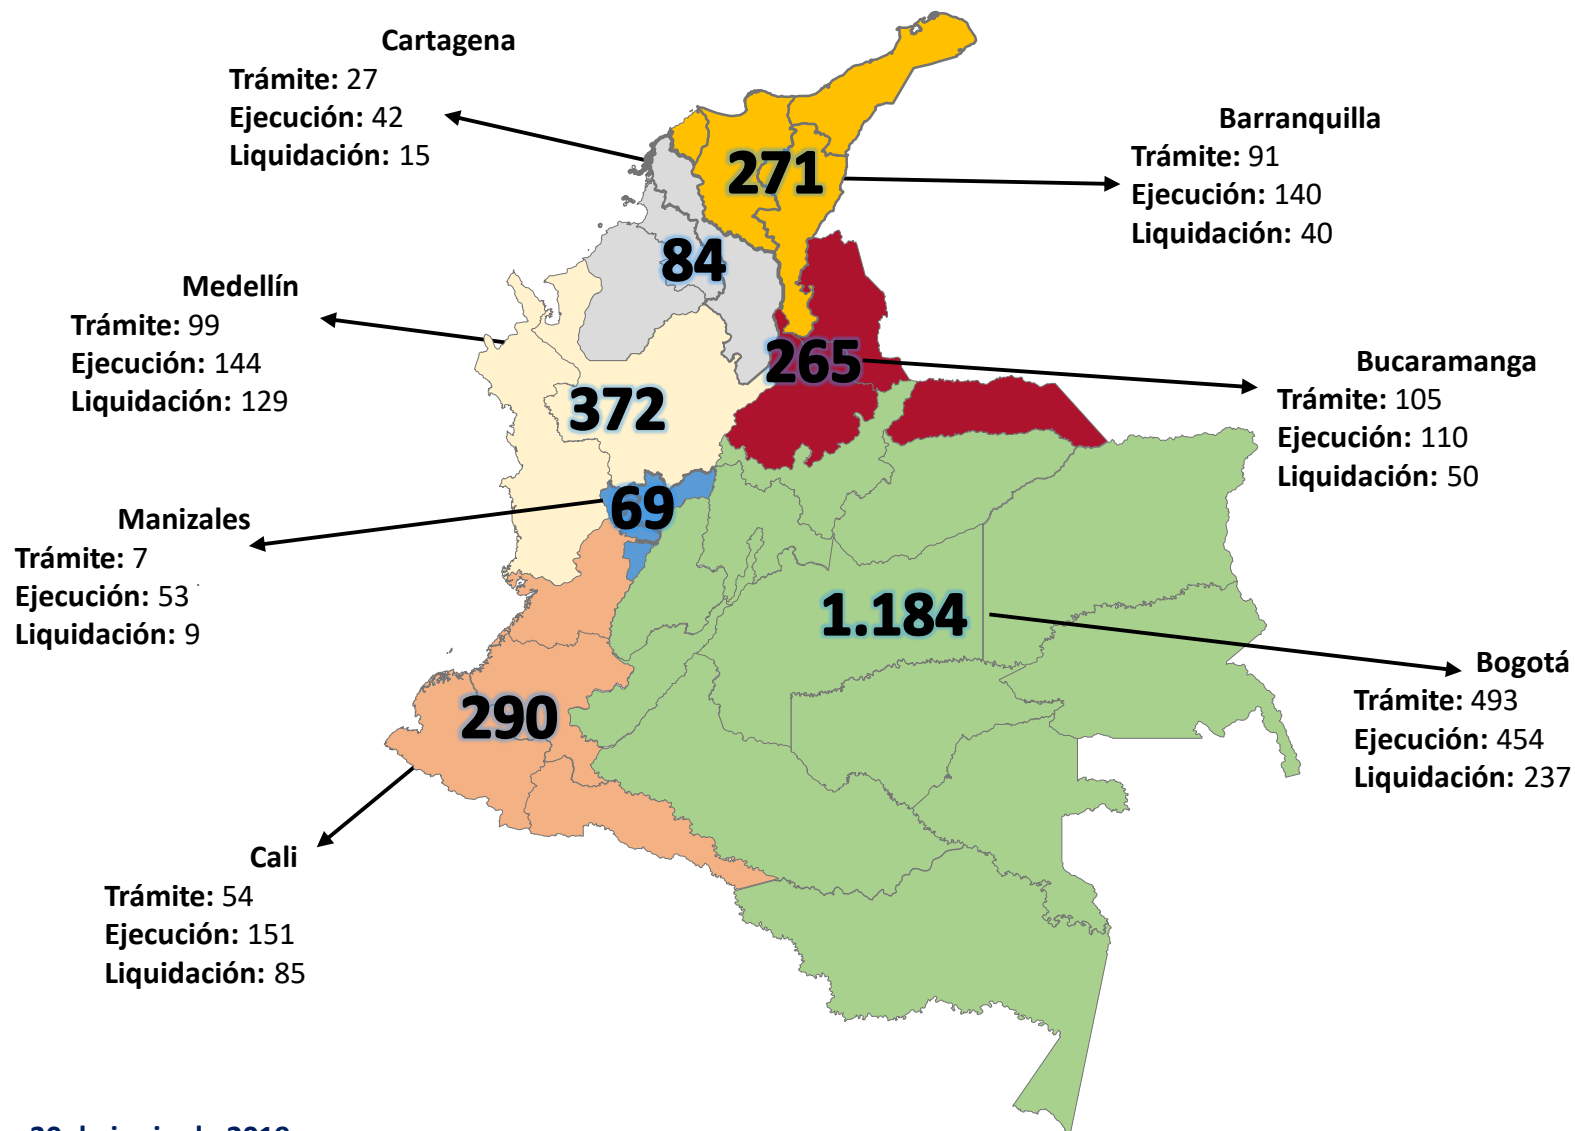 Cartagena
Trámite: 27
Ejecución: 42
Liquidación: 15
Barranquilla
Trámite: 91
Ejecución: 140
Liquidación: 40
271
84
Medellín
Trámite: 99
Ejecución: 144
Liquidación: 129
265
Bucaramanga
Trámite: 105
Ejecución: 110
Liquidación: 50
372
69
Manizales
Trámite: 7
Ejecución: 53
Liquidación: 9
1.184
Bogotá
Trámite: 493
Ejecución: 454
Liquidación: 237
290
Cali
Trámite: 54
Ejecución: 151
Liquidación: 85